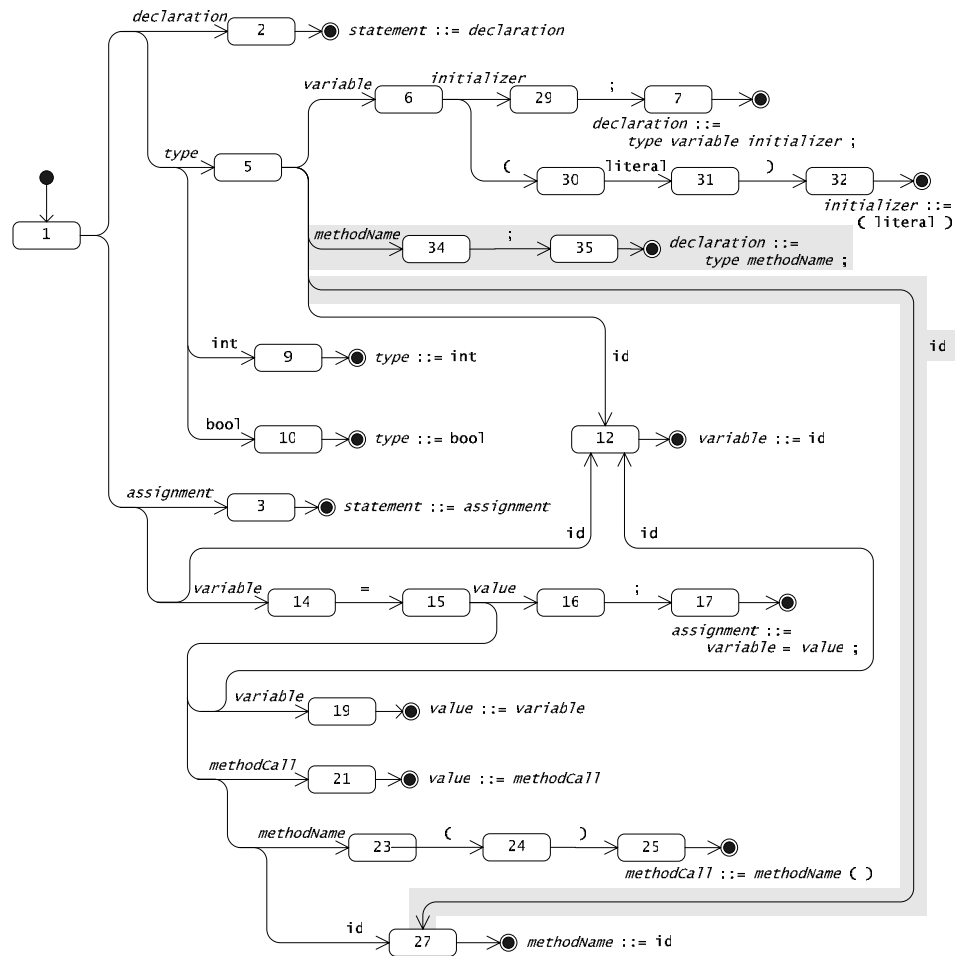 declaration
2
statement ::= declaration
variable
initializer
;
6
29
7
declaration ::=
type variable initializer ;
type
5
(
literal
)
30
31
32
initializer ::=
( literal )
1
methodName
;
34
35
declaration ::=
type methodName ;
id
int
9
type ::= int
id
bool
10
type ::= bool
12
variable ::= id
assignment
3
statement ::= assignment
id
id
variable
=
value
;
14
15
16
17
assignment ::=
variable = value ;
variable
19
value ::= variable
methodCall
21
value ::= methodCall
methodName
(
)
23
24
25
methodCall ::= methodName ( )
id
27
methodName ::= id